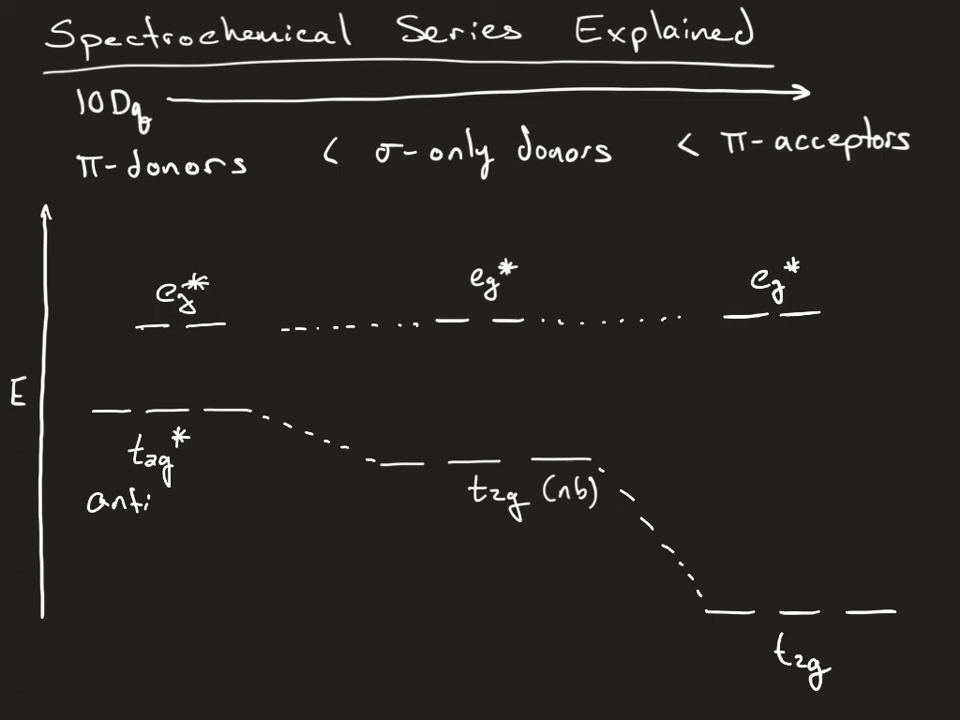 Spectrochemical Series Explained
10Dq
π-donors < σ-only donors < π-acceptors
eg* eg* eg*
E
t2g*
anti
t2g (nb)
t2g